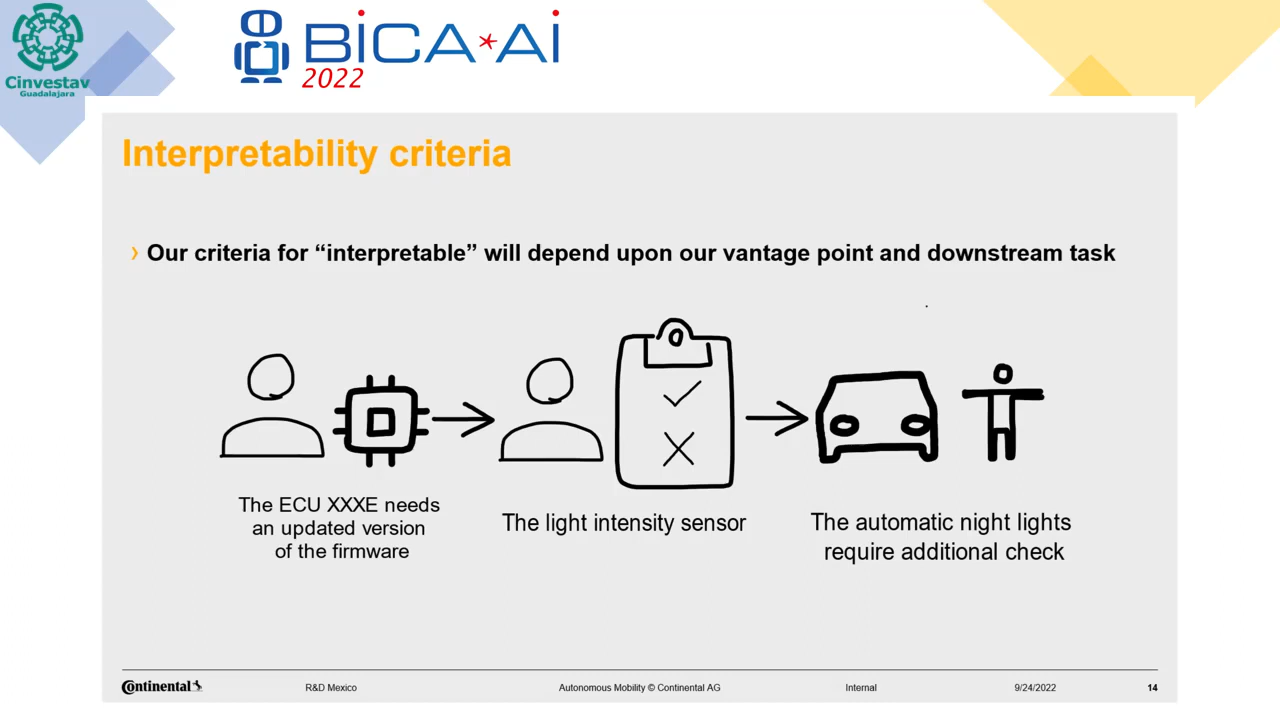 Cinvestav
Guadalajara
BiCA*Ai
2022
Interpretability criteria
› Our criteria for “interpretable” will depend upon our vantage point and downstream task
The ECU XXXE needs
an updated version
of the firmware
The light intensity sensor
The automatic night lights
require additional check
Continental
R&D Mexico
Autonomous Mobility © Continental AG
Internal
9/24/2022
14